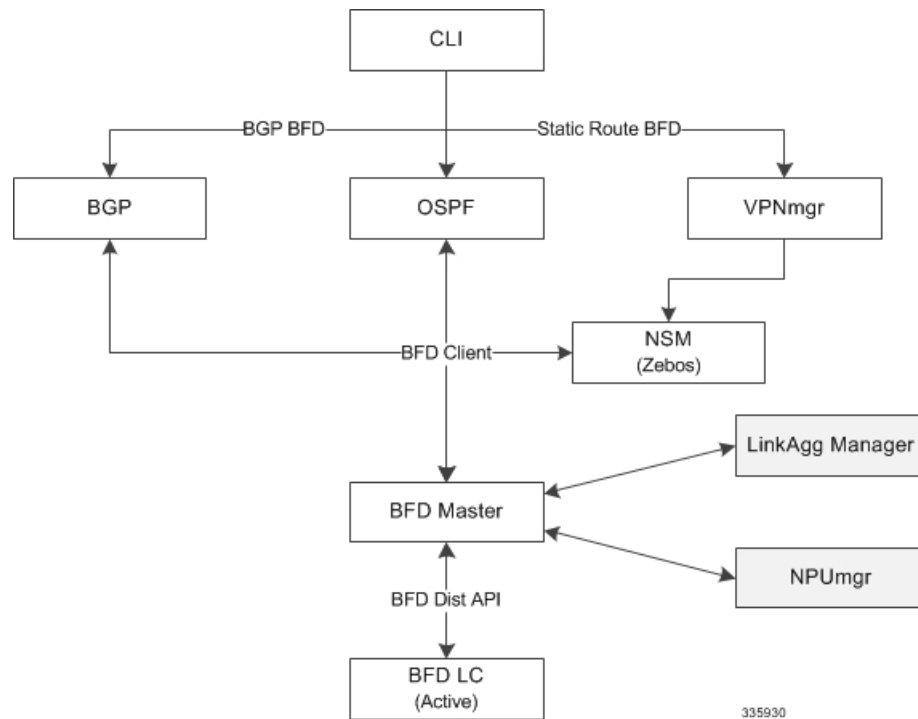 CLI
BGP BFD
Static Route BFD
BGP
OSPF
VPNmgr
BFD Client
NSM
(Zebos)
LinkAgg Manager
BFD Master
NPUmgr
BFD Dist API
BFD LC
(Active)
335930